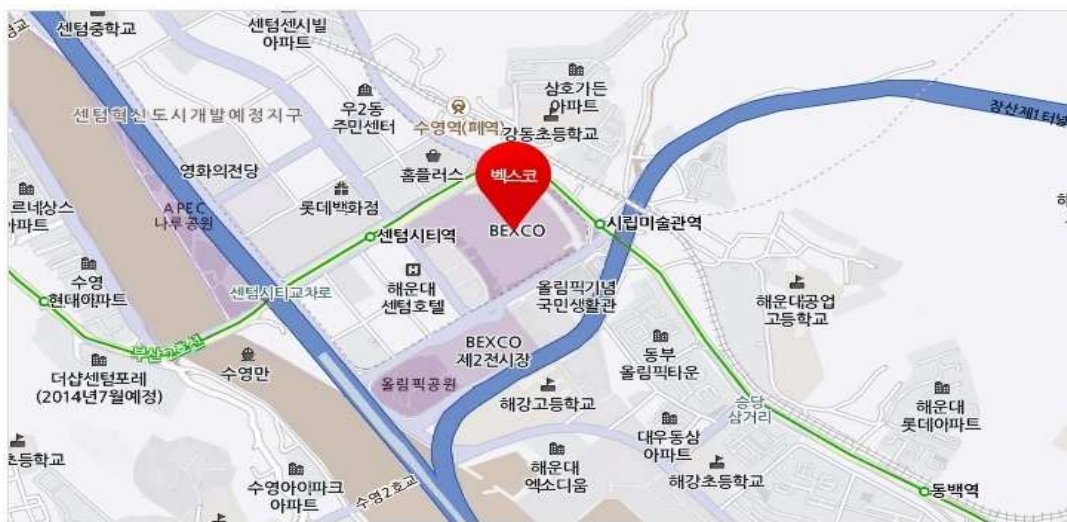 수영교
센텀중학교
센텀센시빌
아파트
센텀혁신도시개발예정지구
우2동
주민센터
삼호가든
아파트
수영역(폐역)
강동초등학교
장산제1터널
영화의전당
홈플러스
벡스코
르네상스
아파트
APEC
나루공원
롯데백화점
BEXCO
시립미술관역
센텀시티역
수영
현대아파트
센텀시티교차로
해운대
센텀호텔
올림픽기념
국민생활관
해운대공업
고등학교
부산2호선
수영만
BEXCO
제2전시장
동부
올림픽타운
더샵센텀포레
(2014년7월예정)
올림픽공원
해강고등학교
승당
삼거리
해운대
롯데아파트
초등학교
대우동삼
아파트
수영아이파크
아파트
수영2호교
해운대
엑소디움
해강초등학교
동백역